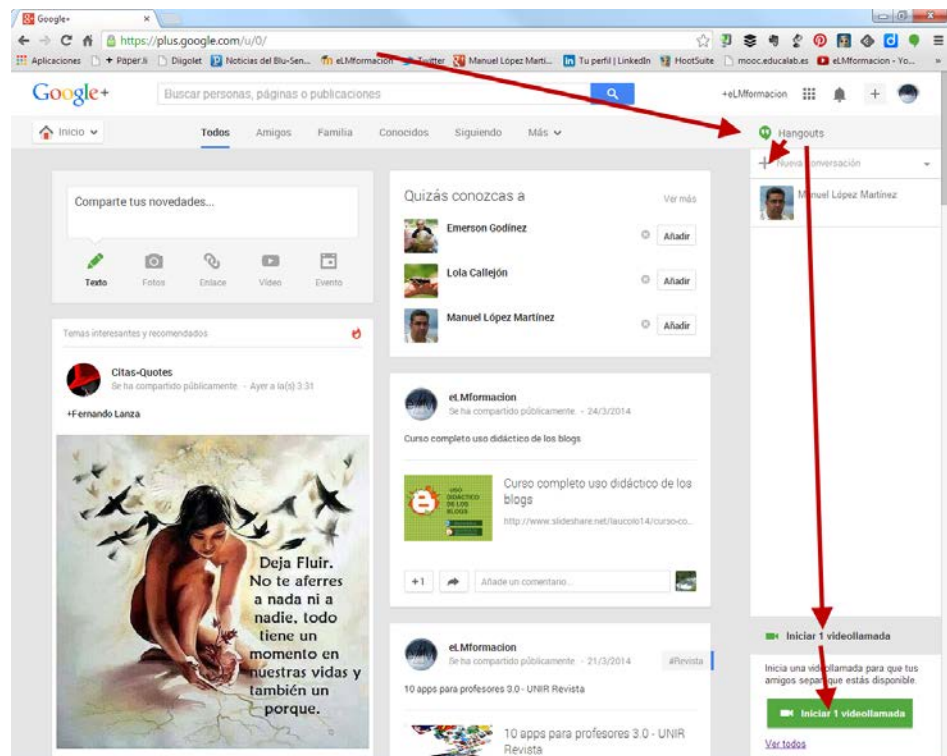 Google+
https://plus.google.com/u/0/
Aplicaciones + Paper.li Diigolet Noticias del Blu-Sen... eLMformacion Twitter Manuel López Martí... Tu perfil | LinkedIn HootSuite mooc.educalab.es eLMformacion - Yo... »
Google+ Buscar personas, páginas o publicaciones +eLMformacion
Inicio Todos Amigos Familia Conocidos Siguiendo Más Hangouts
Nueva conversación
Manuel López Martínez
Comparte tus novedades...
Texto Fotos Enlace Vídeo Evento
Temas interesantes y recomendados
Citas-Quotes
Se ha compartido públicamente - Ayer a la(s) 3:31
+Fernando Lanza
Deja Fluir.
No te aferres
a nada ni a
nadie, todo
tiene un
momento en
nuestras vidas y
también un
porque.
Quizás conozcas a Ver más
Emerson Godínez Añadir
Lola Callejón Añadir
Manuel López Martínez Añadir
eLMformacion
Se ha compartido públicamente. - 24/3/2014
Curso completo uso didáctico de los blogs
USO
DIDÁCTICO
DE LOS
BLOGS
Curso completo uso didáctico de los
blogs
http://www.slideshare.net/laucolo14/curso-co...
+1 Añade un comentario...
eLMformacion
Se ha compartido públicamente - 21/3/2014 #Revista
10 apps para profesores 3.0 - UNIR Revista
10 apps para profesores 3.0 - UNIR
Revista
Iniciar 1 videollamada
Inicia una videollamada para que tus
amigos sepan que estás disponible.
Iniciar 1 videollamada
Ver todos